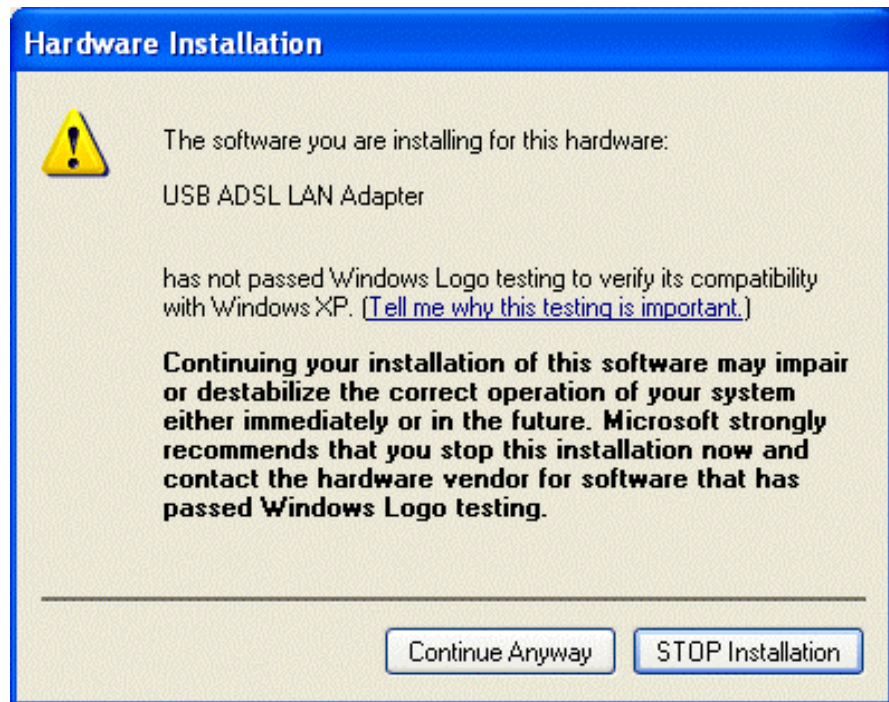 Hardware Installation
The software you are installing for this hardware:
USB ADSL LAN Adapter
has not passed Windows Logo testing to verify its compatibility
with Windows XP. (Tell me why this testing is important.)
Continuing your installation of this software may impair
or destabilize the correct operation of your system
either immediately or in the future. Microsoft strongly
recommends that you stop this installation now and
contact the hardware vendor for software that has
passed Windows Logo testing.
Continue Anyway
STOP Installation